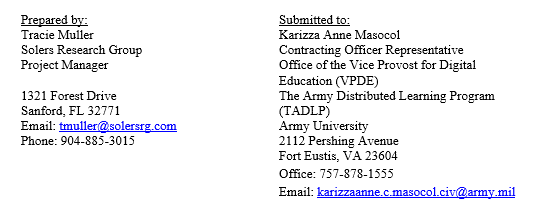 Prepared by:
Tracie Muller
Solers Research Group
Project Manager
1321 Forest Drive
Sanford, FL 32771
Email: tmuller@solersrg.com
Phone: 904-885-3015
Submitted to:
Karizza Anne Masocol
Contracting Officer Representative
Office of the Vice Provost for Digital
Education (VPDE)
The Army Distributed Learning Program
(TADLP)
Army University
2112 Pershing Avenue
Fort Eustis, VA 23604
Office: 757-878-1555
Email: karizzaanne.c.masocol.civ@army.mil